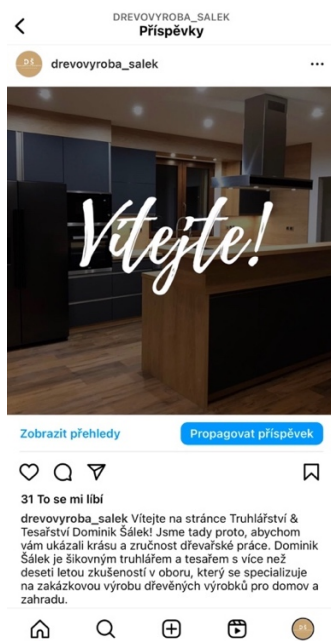 DREVOVYROBA_SALEK
Příspěvky
DŠ
drevovyroba_salek
Vítejte!
Zobrazit přehledy
Propagovat příspěvek
31 To se mi líbí
drevovyroba_salek Vítejte na stránce Truhlářství &
Tesařství Dominik Šálek! Jsme tady proto, abychom
vám ukázali krásu a zručnost dřevařské práce. Dominik
Šálek je šikovným truhlářem a tesařem s více než
deseti letou zkušeností v oboru, který se specializuje
na zakázkovou výrobu dřevěných výrobků pro domov a
zahradu.